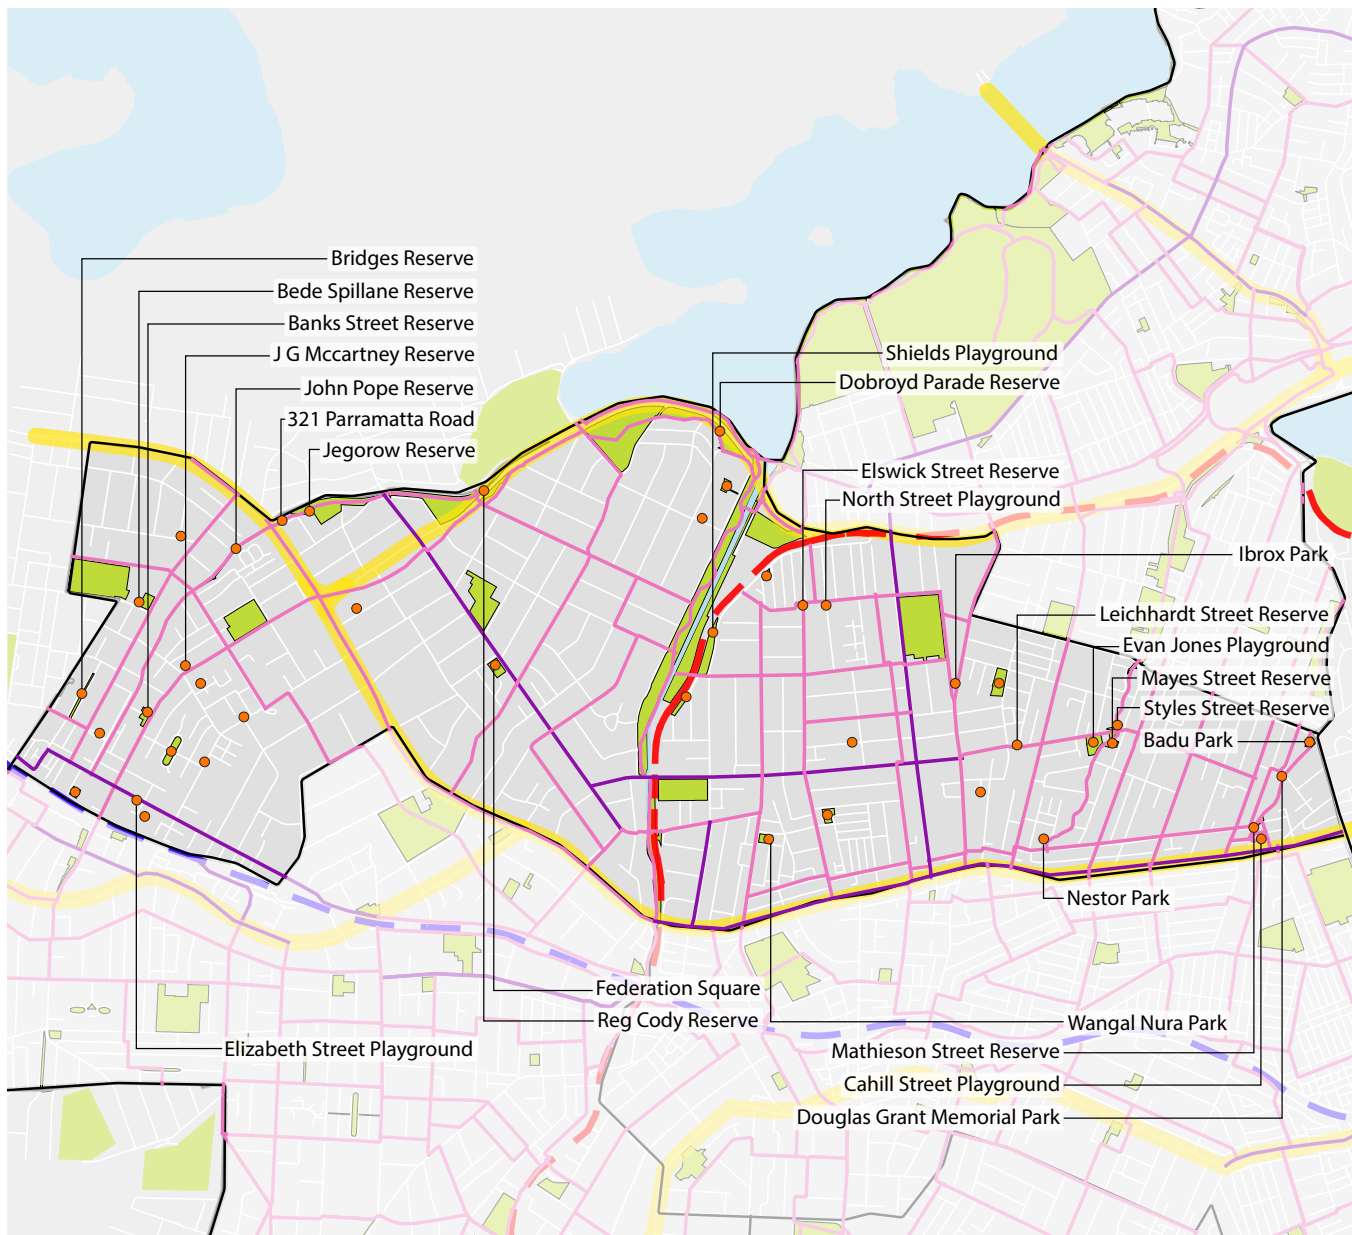 Bridges Reserve
Bede Spillane Reserve
Banks Street Reserve
J G Mccartney Reserve
John Pope Reserve
321 Parramatta Road
Jegorow Reserve
Shields Playground
Dobroyd Parade Reserve
Elswick Street Reserve
North Street Playground
Ibrox Park
Leichhardt Street Reserve
Evan Jones Playground
Mayes Street Reserve
Styles Street Reserve
Badu Park
Nestor Park
Federation Square
Reg Cody Reserve
Elizabeth Street Playground
Wangal Nura Park
Mathieson Street Reserve
Cahill Street Playground
Douglas Grant Memorial Park